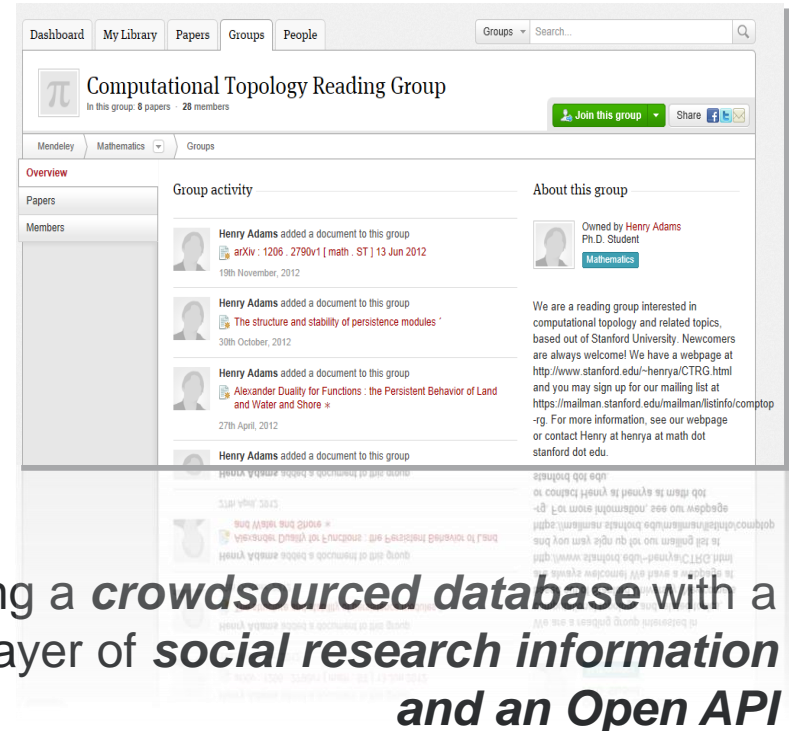 Dashboard My Library Papers Groups People Groups Search...
π Computational Topology Reading Group
In this group: 8 papers · 28 members
Join this group Share
Mendeley Mathematics Groups
Overview
Papers
Members
Group activity
Henry Adams added a document to this group
arXiv : 1206 . 2790v1 [ math . ST ] 13 Jun 2012
19th November, 2012
Henry Adams added a document to this group
The structure and stability of persistence modules ´
30th October, 2012
Henry Adams added a document to this group
Alexander Duality for Functions : the Persistent Behavior of Land
and Water and Shore ∗
27th April, 2012
Henry Adams added a document to this group
About this group
Owned by Henry Adams
Ph.D. Student
Mathematics
We are a reading group interested in
computational topology and related topics,
based out of Stanford University. Newcomers
are always welcome! We have a webpage at
http://www.stanford.edu/~henrya/CTRG.html
and you may sign up for our mailing list at
https://mailman.stanford.edu/mailman/listinfo/comptop
-rg. For more information, see our webpage
or contact Henry at henrya at math dot
stanford dot edu.
ng a crowdsourced database with a
ayer of social research information
and an Open API